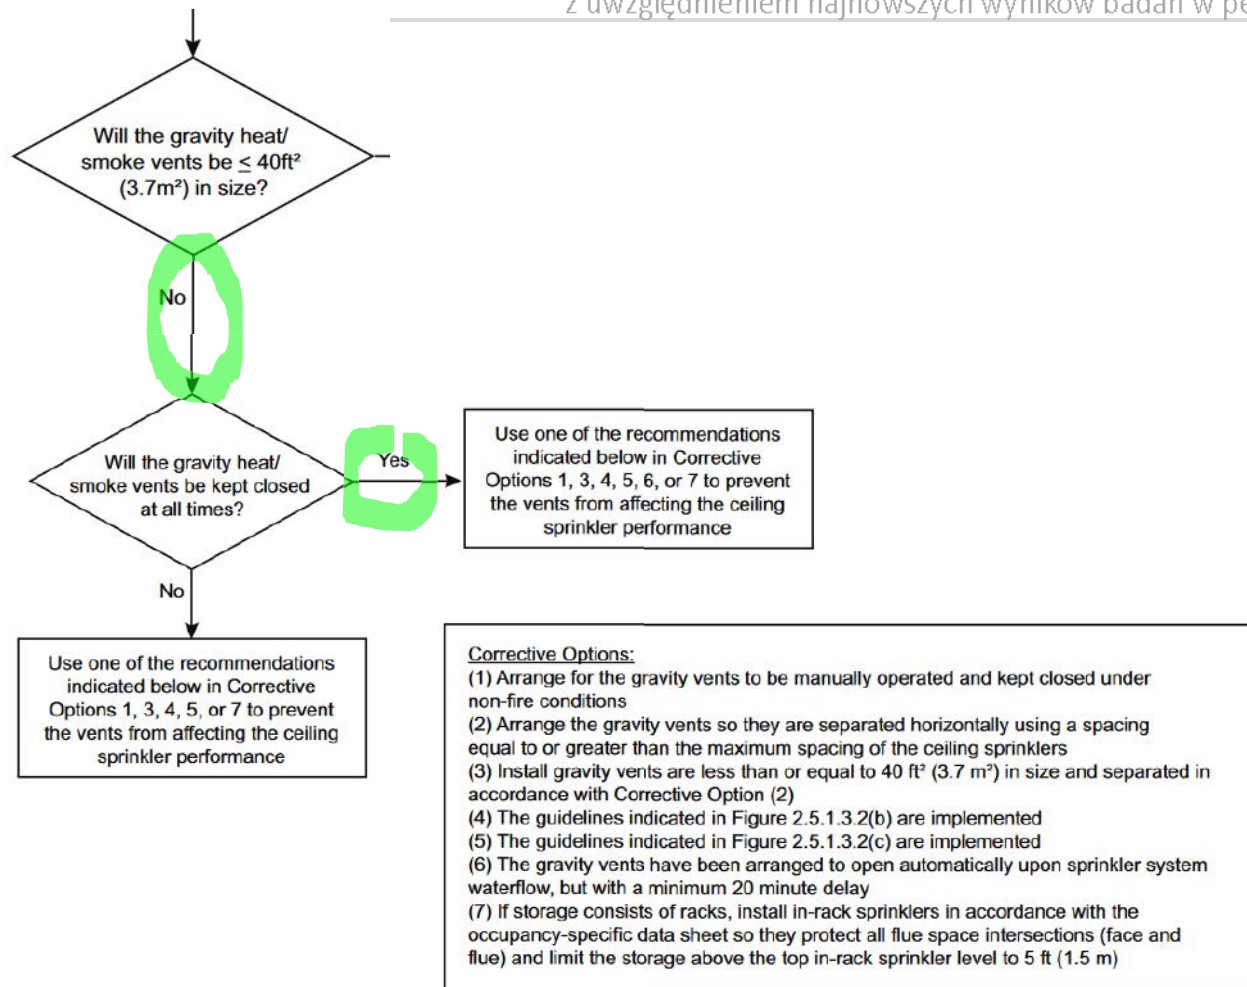 z uwzględnieniem najnowszych wyników badań w pe
Will the gravity heat/
smoke vents be ≤ 40ft²
(3.7m²) in size?
No
Will the gravity heat/
smoke vents be kept closed
at all times?
Yes
Use one of the recommendations
indicated below in Corrective
Options 1, 3, 4, 5, 6, or 7 to prevent
the vents from affecting the ceiling
sprinkler performance
No
Use one of the recommendations
indicated below in Corrective
Options 1, 3, 4, 5, or 7 to prevent
the vents from affecting the ceiling
sprinkler performance
Corrective Options:
(1) Arrange for the gravity vents to be manually operated and kept closed under
non-fire conditions
(2) Arrange the gravity vents so they are separated horizontally using a spacing
equal to or greater than the maximum spacing of the ceiling sprinklers
(3) Install gravity vents are less than or equal to 40 ft² (3.7 m²) in size and separated in
accordance with Corrective Option (2)
(4) The guidelines indicated in Figure 2.5.1.3.2(b) are implemented
(5) The guidelines indicated in Figure 2.5.1.3.2(c) are implemented
(6) The gravity vents have been arranged to open automatically upon sprinkler system
waterflow, but with a minimum 20 minute delay
(7) If storage consists of racks, install in-rack sprinklers in accordance with the
occupancy-specific data sheet so they protect all flue space intersections (face and
flue) and limit the storage above the top in-rack sprinkler level to 5 ft (1.5 m)